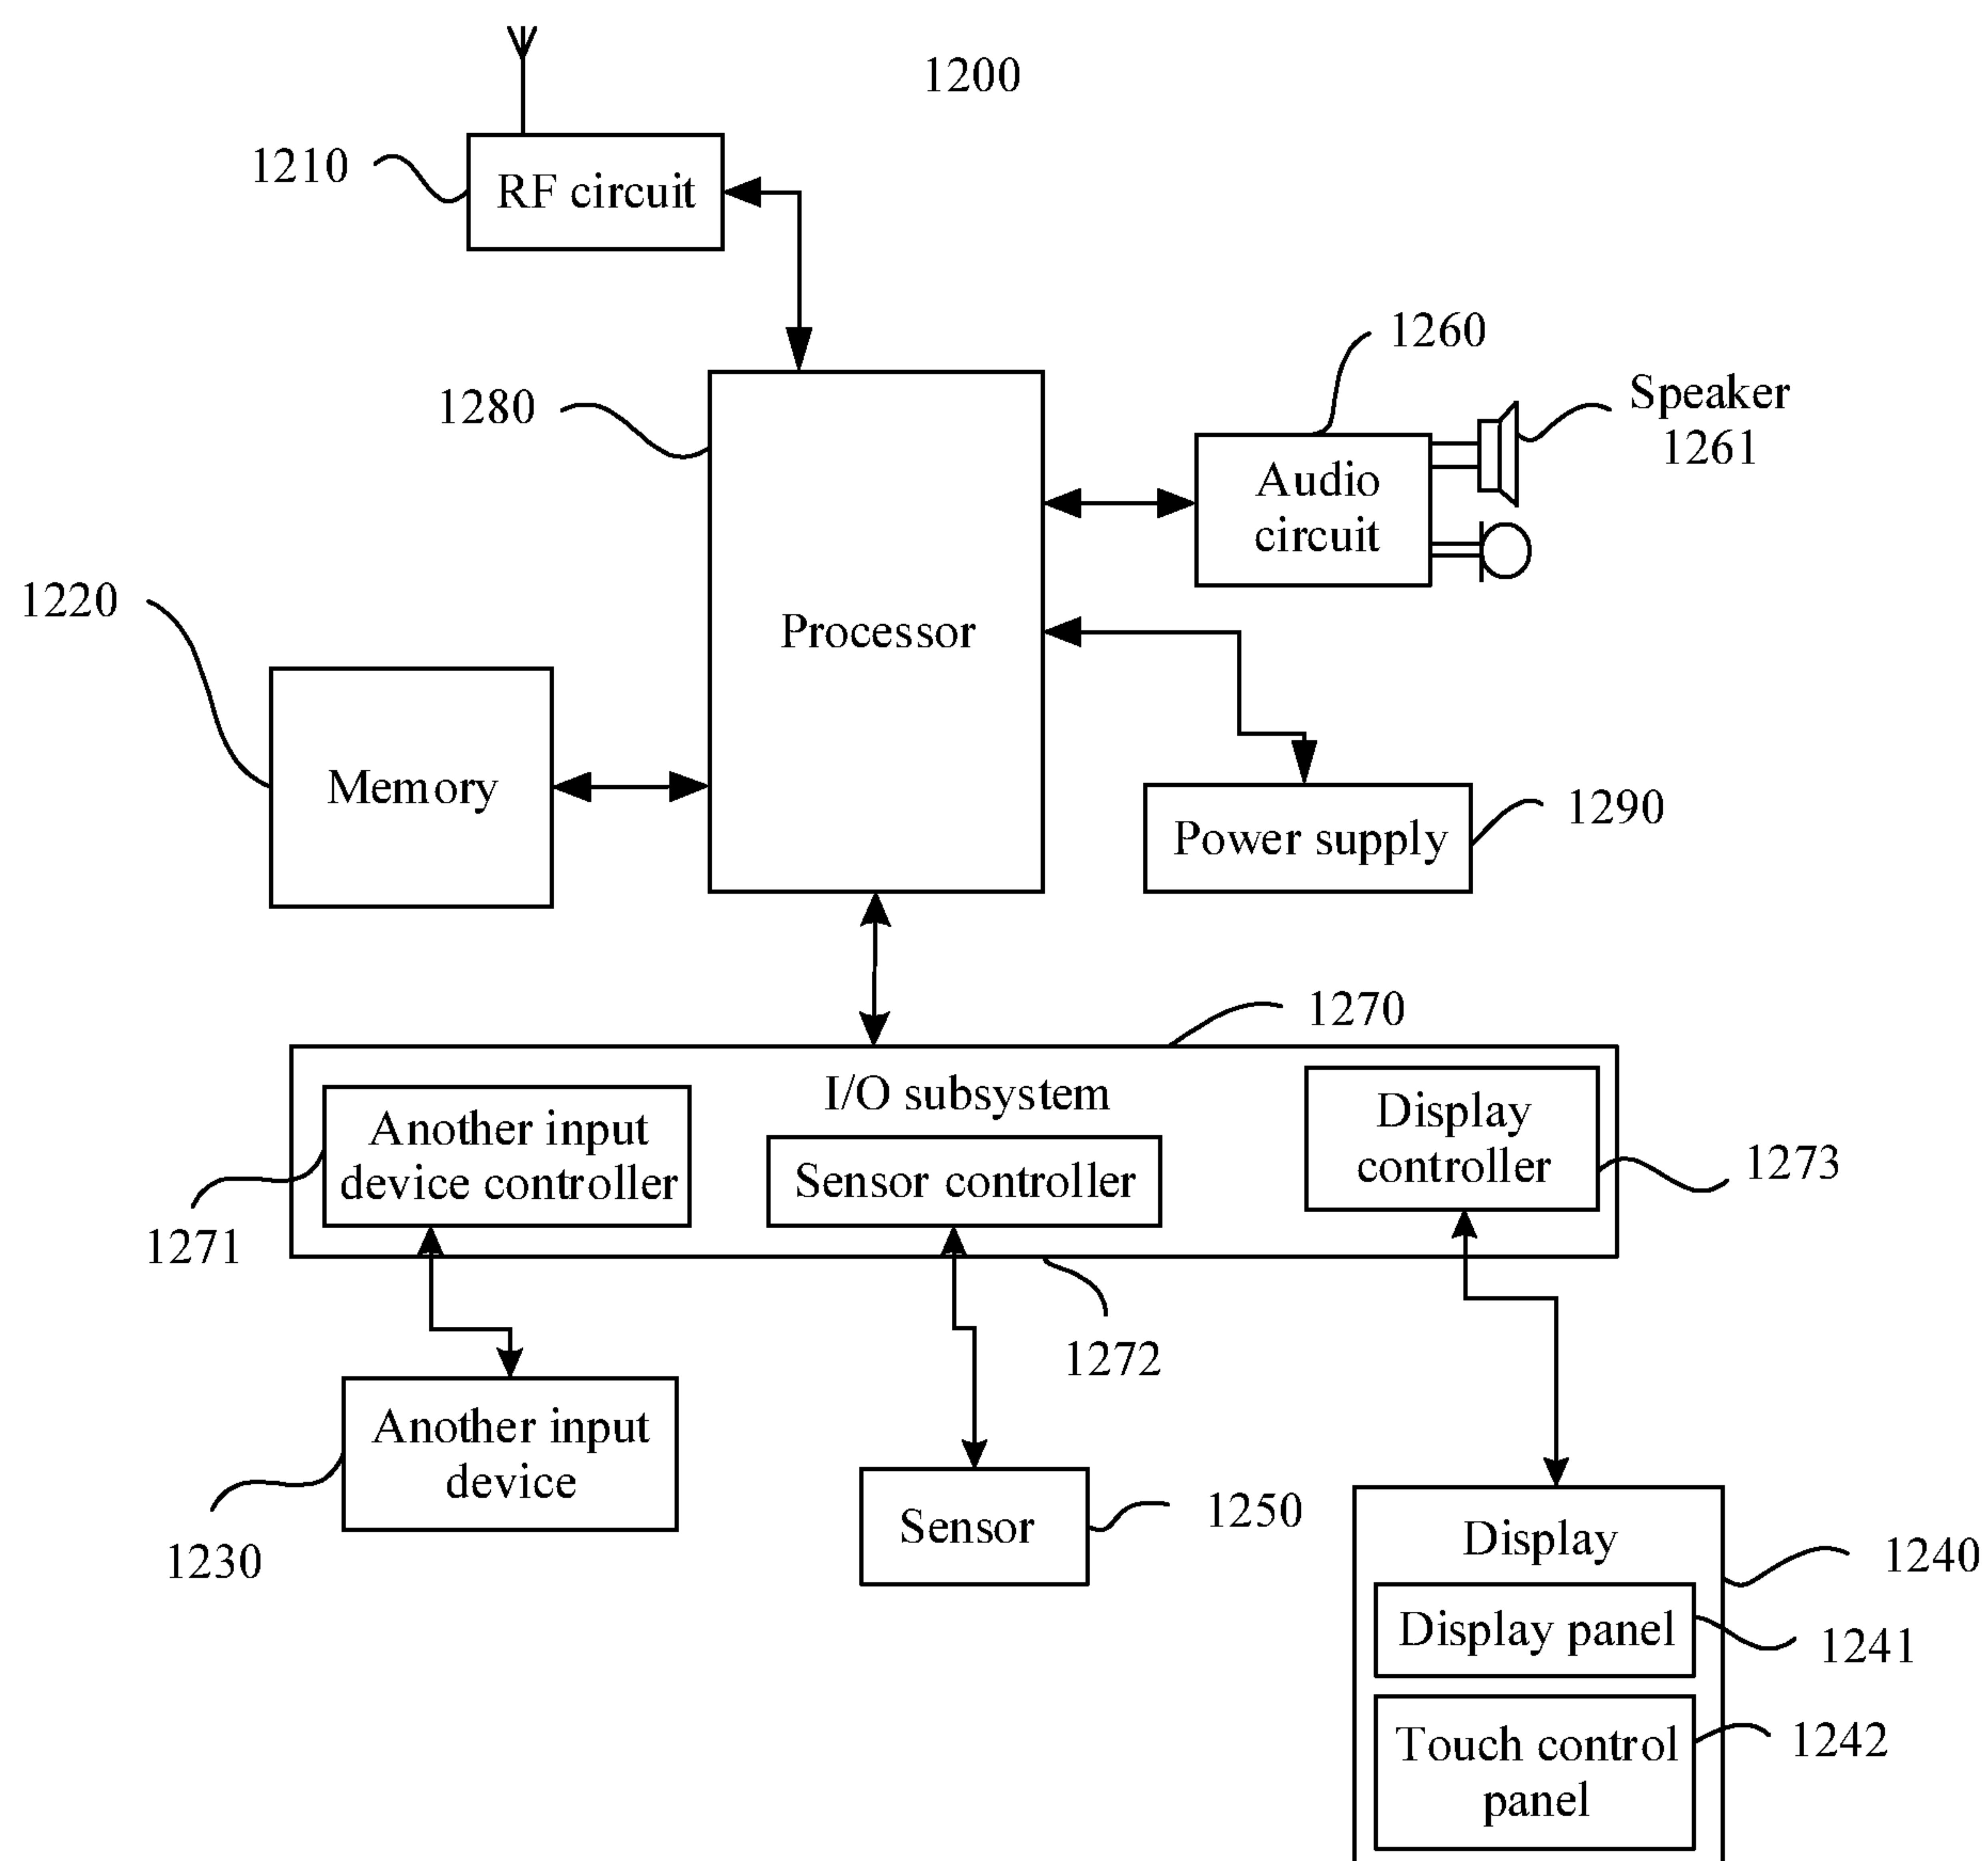 1200
1210
RF circuit
1260
1280
Speaker
1261
Audio
circuit
1220
Processor
Memory
Power supply
1290
1270
I/O subsystem
Another input
device controller
Sensor controller
Display
controller
1273
1271
1272
Another input
device
1230
Sensor
1250
Display
1240
Display panel
1241
Touch control
panel
1242